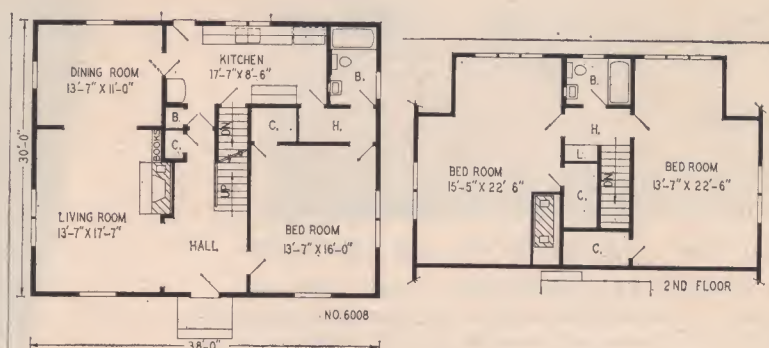 DINING ROOM
13'-7" X 11'-0"
KITCHEN
17'-7" X 8'-6"
B.
B.
C.
BOOKS
DN
C.
H.
UP
30'-0"
LIVING ROOM
13'-7" X 17'-7"
HALL
BED ROOM
13'-7" X 16'-0"
NO. 6008
38'-0"
B.
H.
L.
BED ROOM
15'-5" X 22' 6"
C.
DN
BED ROOM
13'-7" X 22'-6"
C.
2ND FLOOR